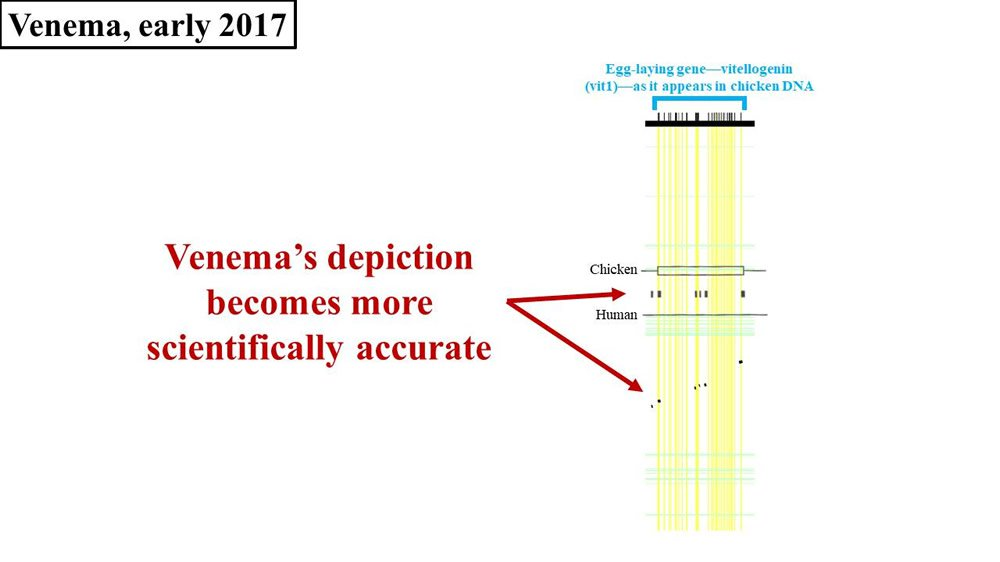 Venema, early 2017
Egg-laying gene—vitellogenin
(vit1)—as it appears in chicken DNA
Venema’s depiction
becomes more
scientifically accurate
Chicken
Human